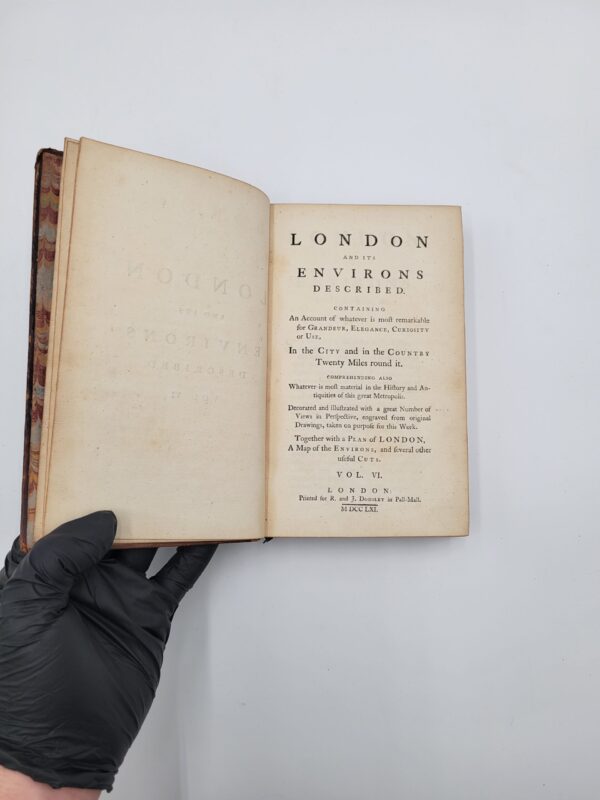 LONDON
AND ITS
ENVIRONS
DESCRIBED.
CONTAINING
An Account of whatever is moſt remarkable
for GRANDEUR, ELEGANCE, CURIOSITY
or USE,
In the CITY and in the COUNTRY
Twenty Miles round it.
COMPREHENDING ALSO
Whatever is moſt material in the Hiſtory and An-
tiquities of this great Metropolis.
Decorated and illuſtrated with a great Number of
Views in Perſpective, engraved from original
Drawings, taken on purpoſe for this Work.
Together with a PLAN of LONDON,
A Map of the ENVIRONS, and ſeveral other
uſeful CUTS.
VOL. VI.
LONDON:
Printed for R. and J. DODSLEY in Pall-Mall.
M DCC LXI.